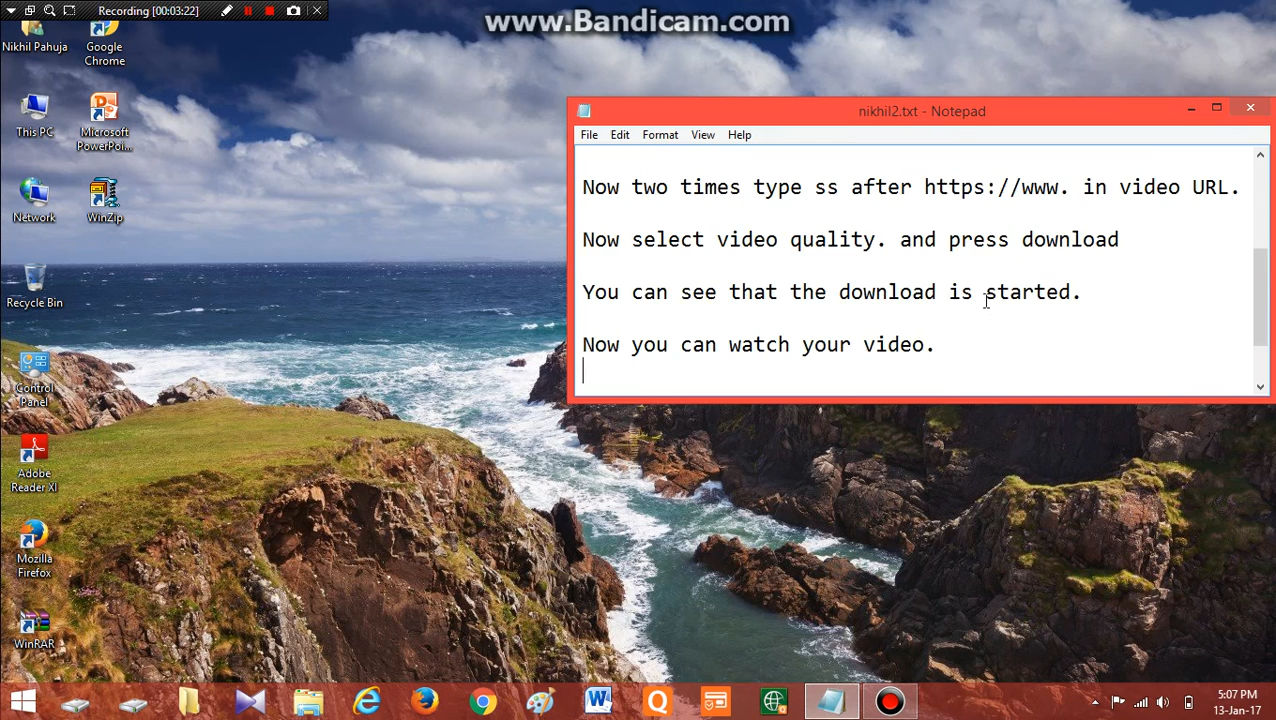 Recording [00:03:22]
www.Bandicam.com
Nikhil Pahuja
Google
Chrome
This PC
Microsoft
PowerPoi...
Network
WinZip
Recycle Bin
Control
Panel
Adobe
Reader XI
Mozilla
Firefox
WinRAR
nikhil2.txt - Notepad
File Edit Format View Help
Now two times type ss after https://www. in video URL.
Now select video quality. and press download
You can see that the download is started.
Now you can watch your video.
5:07 PM
13-Jan-17